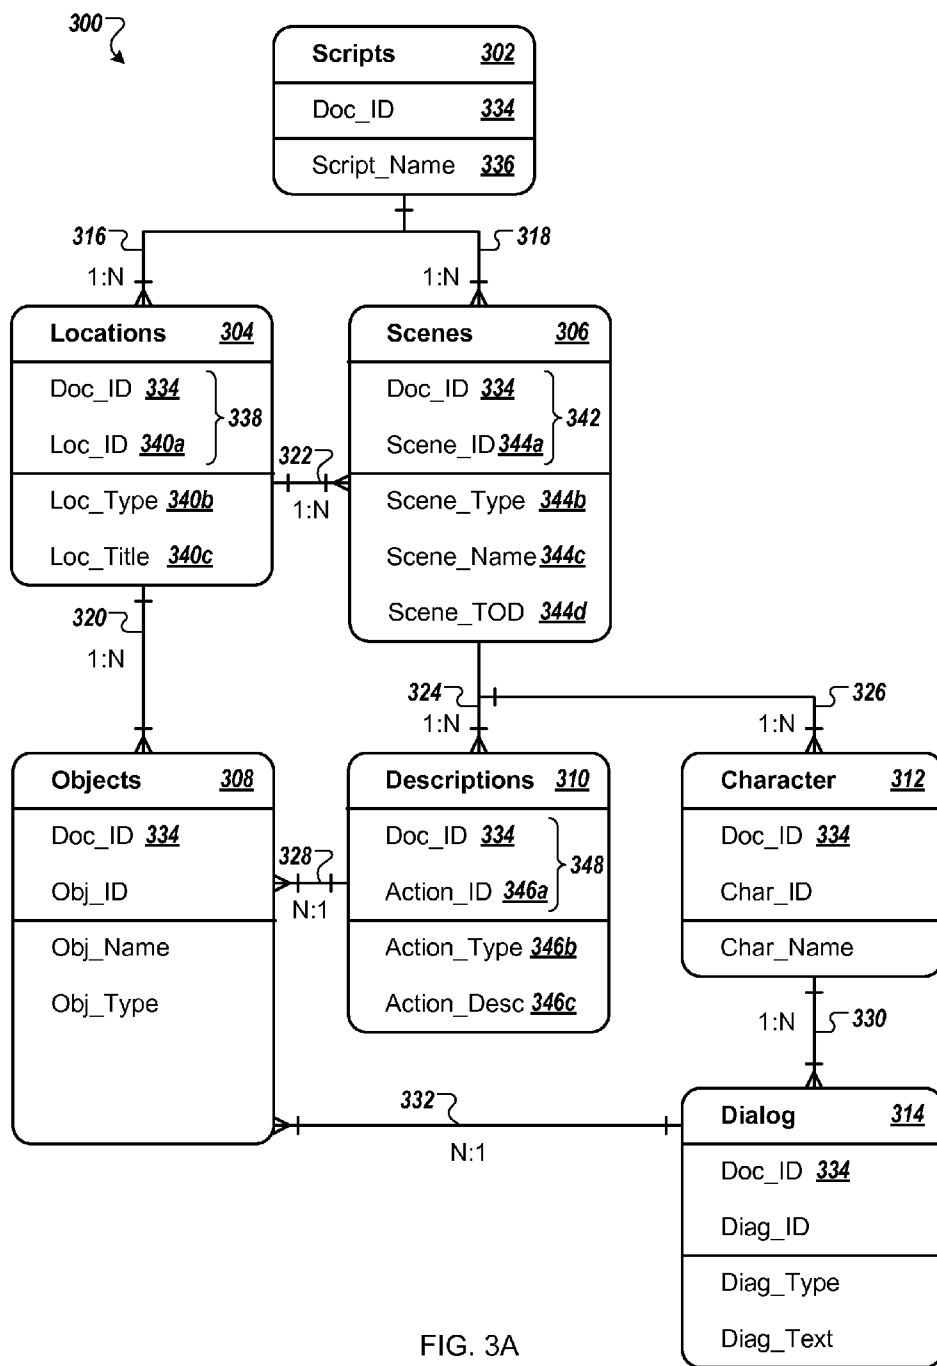 300
Scripts 302
Doc_ID 334
Script_Name 336
316
318
1:N
1:N
Locations 304
Doc_ID 334
Loc_ID 340a
338
Loc_Type 340b
Loc_Title 340c
322
1:N
Scenes 306
Doc_ID 334
Scene_ID 344a
342
Scene_Type 344b
Scene_Name 344c
Scene_TOD 344d
320
1:N
324
1:N
326
1:N
Objects 308
Doc_ID 334
Obj_ID
Obj_Name
Obj_Type
328
N:1
Descriptions 310
Doc_ID 334
Action_ID 346a
348
Action_Type 346b
Action_Desc 346c
Character 312
Doc_ID 334
Char_ID
Char_Name
1:N
330
332
N:1
Dialog 314
Doc_ID 334
Diag_ID
Diag_Type
Diag_Text
FIG. 3A